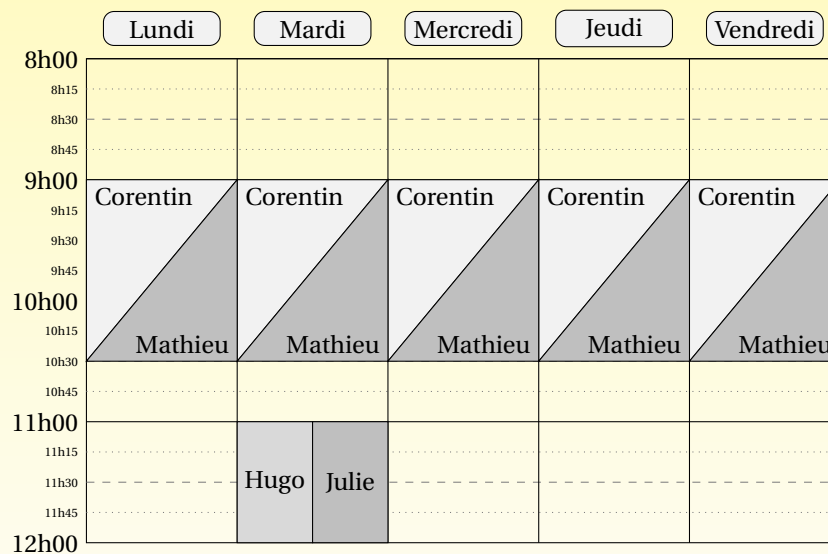 Lundi Mardi Mercredi Jeudi Vendredi
8h00
8h15
8h30
8h45
9h00
Corentin Corentin Corentin Corentin Corentin
9h15
9h30
9h45
10h00
10h15
Mathieu Mathieu Mathieu Mathieu Mathieu
10h30
10h45
11h00
11h15
Hugo Julie
11h30
11h45
12h00